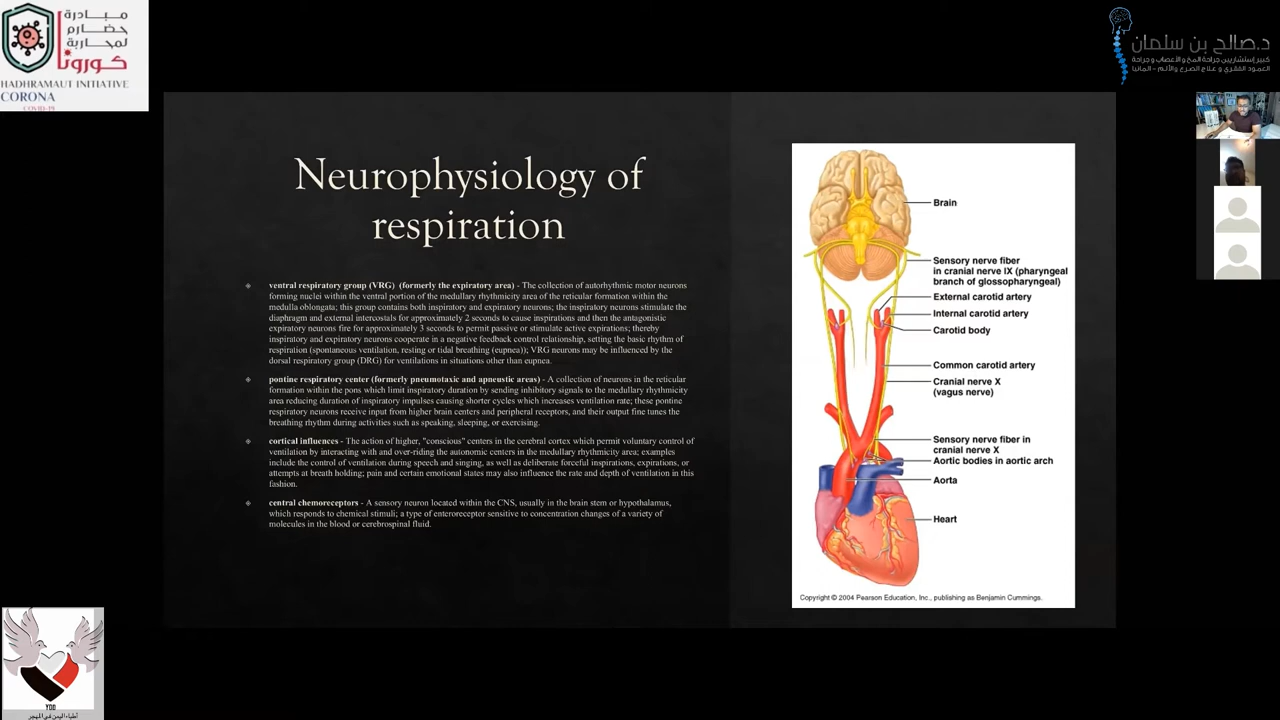 مبادرة
حضارم
لمحاربة
كورونا
HADHRAMAUT INITIATIVE
CORONA
COVID-19
د.صالح بن سلمان
كبير إستشاريين جراحة المخ والأعصاب وجراحة
العمود الفقري و علاج الصرع والألم - المانيا
Neurophysiology of
respiration
ventral respiratory group (VRG) (formerly the expiratory area) - The collection of autorhythmic motor neurons
forming nuclei within the ventral portion of the medullary rhythmicity area of the reticular formation within the
medulla oblongata; this group contains both inspiratory and expiratory neurons; the inspiratory neurons stimulate the
diaphragm and external intercostals for approximately 2 seconds to cause inspirations and then the antagonistic
expiratory neurons fire for approximately 3 seconds to permit passive or stimulate active expirations; thereby
inspiratory and expiratory neurons cooperate in a negative feedback control relationship, setting the basic rhythm of
respiration (spontaneous ventilation, resting or tidal breathing (eupnea)); VRG neurons may be influenced by the
dorsal respiratory group (DRG) for ventilations in situations other than eupnea.
pontine respiratory center (formerly pneumotaxic and apneustic areas) - A collection of neurons in the reticular
formation within the pons which limit inspiratory duration by sending inhibitory signals to the medullary rhythmicity
area reducing duration of inspiratory impulses causing shorter cycles which increases ventilation rate; these pontine
respiratory neurons receive input from higher brain centers and peripheral receptors, and their output fine tunes the
breathing rhythm during activities such as speaking, sleeping, or exercising.
cortical influences - The action of higher, "conscious" centers in the cerebral cortex which permit voluntary control of
ventilation by interacting with and over-riding the autonomic centers in the medullary rhythmicity area; examples
include the control of ventilation during speech and singing, as well as deliberate forceful inspirations, expirations, or
attempts at breath holding; pain and certain emotional states may also influence the rate and depth of ventilation in this
fashion.
central chemoreceptors - A sensory neuron located within the CNS, usually in the brain stem or hypothalamus,
which responds to chemical stimuli; a type of enteroreceptor sensitive to concentration changes of a variety of
molecules in the blood or cerebrospinal fluid.
Brain
Sensory nerve fiber
in cranial nerve IX (pharyngeal
branch of glossopharyngeal)
External carotid artery
Internal carotid artery
Carotid body
Common carotid artery
Cranial nerve X
(vagus nerve)
Sensory nerve fiber in
cranial nerve X
Aortic bodies in aortic arch
Aorta
Heart
Copyright © 2004 Pearson Education, Inc., publishing as Benjamin Cummings.
YDD
أطباء اليمن في المهجر